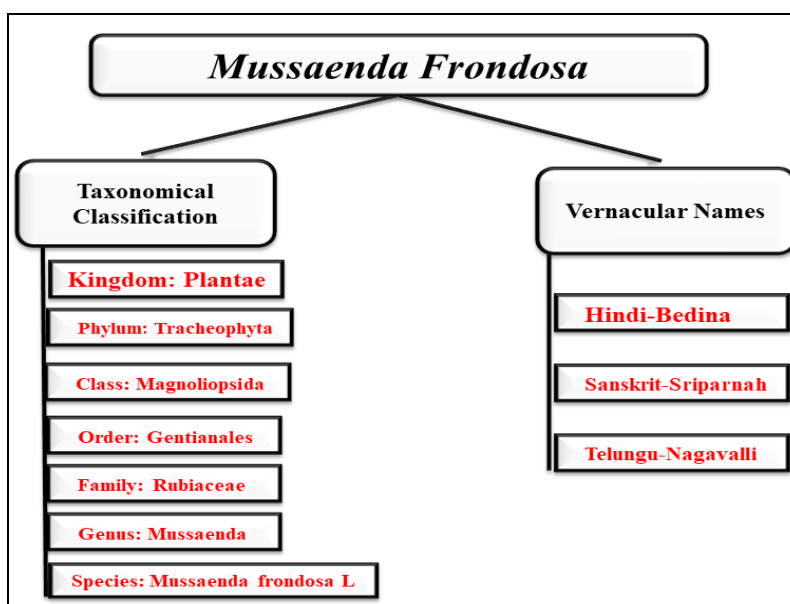 Mussaenda Frondosa
Taxonomical
Classification
Kingdom: Plantae
Phylum: Tracheophyta
Class: Magnoliopsida
Order: Gentianales
Family: Rubiaceae
Genus: Mussaenda
Species: Mussaenda frondosa L
Vernacular Names
Hindi-Bedina
Sanskrit-Sriparnah
Telungu-Nagavalli